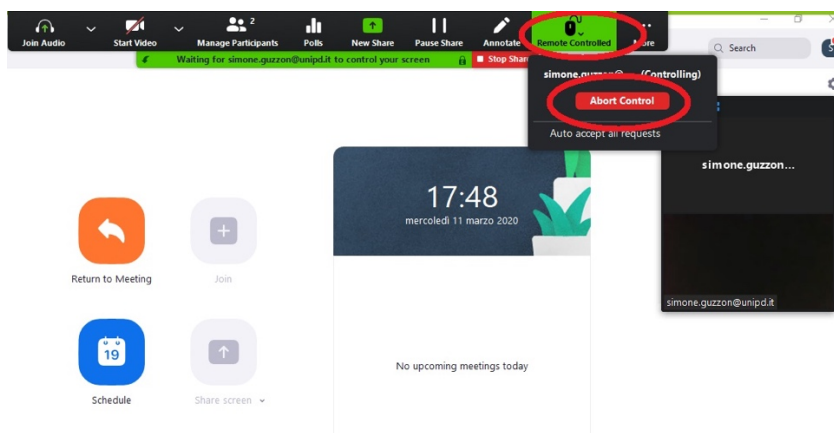 2
Join Audio Start Video Manage Participants Polls New Share Pause Share Annotate Remote Controlled More
Waiting for simone.guzzon@unipd.it to control your screen Stop Shar
Search
simone.guzzon@... (Controlling)
Abort Control
Auto accept all requests
simone.guzzon...
17:48
mercoledì 11 marzo 2020
Return to Meeting Join
simone.guzzon@unipd.it
19
No upcoming meetings today
Schedule Share screen